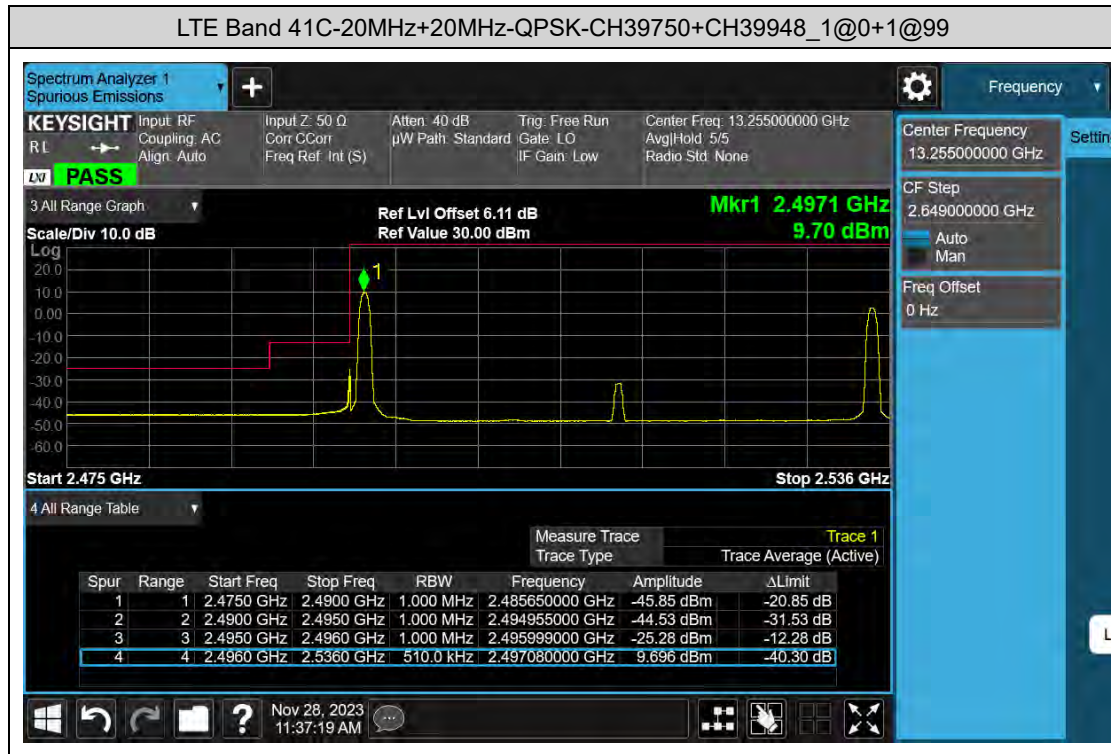 LTE Band 41C-20MHz+20MHz-QPSK-CH39750+CH39948_1@0+1@99
Spectrum Analyzer 1
Spurious Emissions
Frequency
KEYSIGHT Input: RF Input Z: 50 Ω Atten: 40 dB Trig: Free Run Center Freq: 13.255000000 GHz
RL Coupling: AC Corr CCorr µW Path: Standard Gate: LO Avg|Hold: 5/5
Align: Auto Freq Ref: Int (S) IF Gain: Low Radio Std: None
LXI PASS
Center Frequency
13.255000000 GHz
Settin
CF Step
2.649000000 GHz
Auto
Man
Freq Offset
0 Hz
3 All Range Graph
Ref Lvl Offset 6.11 dB Mkr1 2.4971 GHz
Scale/Div 10.0 dB Ref Value 30.00 dBm 9.70 dBm
Log
20.0
10.0
0.00
-10.0
-20.0
-30.0
-40.0
-50.0
-60.0
1
Start 2.475 GHz Stop 2.536 GHz
4 All Range Table
Measure Trace Trace 1
Trace Type Trace Average (Active)
Spur Range Start Freq Stop Freq RBW Frequency Amplitude ΔLimit
1 1 2.4750 GHz 2.4900 GHz 1.000 MHz 2.485650000 GHz -45.85 dBm -20.85 dB
2 2 2.4900 GHz 2.4950 GHz 1.000 MHz 2.494955000 GHz -44.53 dBm -31.53 dB
3 3 2.4950 GHz 2.4960 GHz 1.000 MHz 2.495999000 GHz -25.28 dBm -12.28 dB
4 4 2.4960 GHz 2.5360 GHz 510.0 kHz 2.497080000 GHz 9.696 dBm -40.30 dB
L
Nov 28, 2023
11:37:19 AM